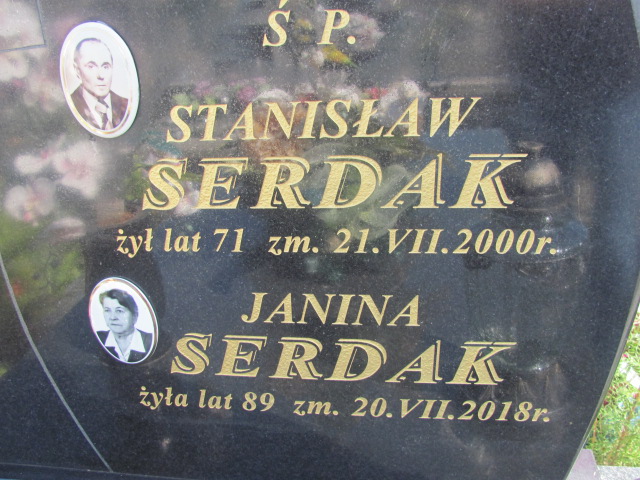 Ś P.
STANISŁAW
SERDAK
żył lat 71 zm. 21.VII.2000r.
JANINA
SERDAK
żyła lat 89 zm. 20.VII.2018r.